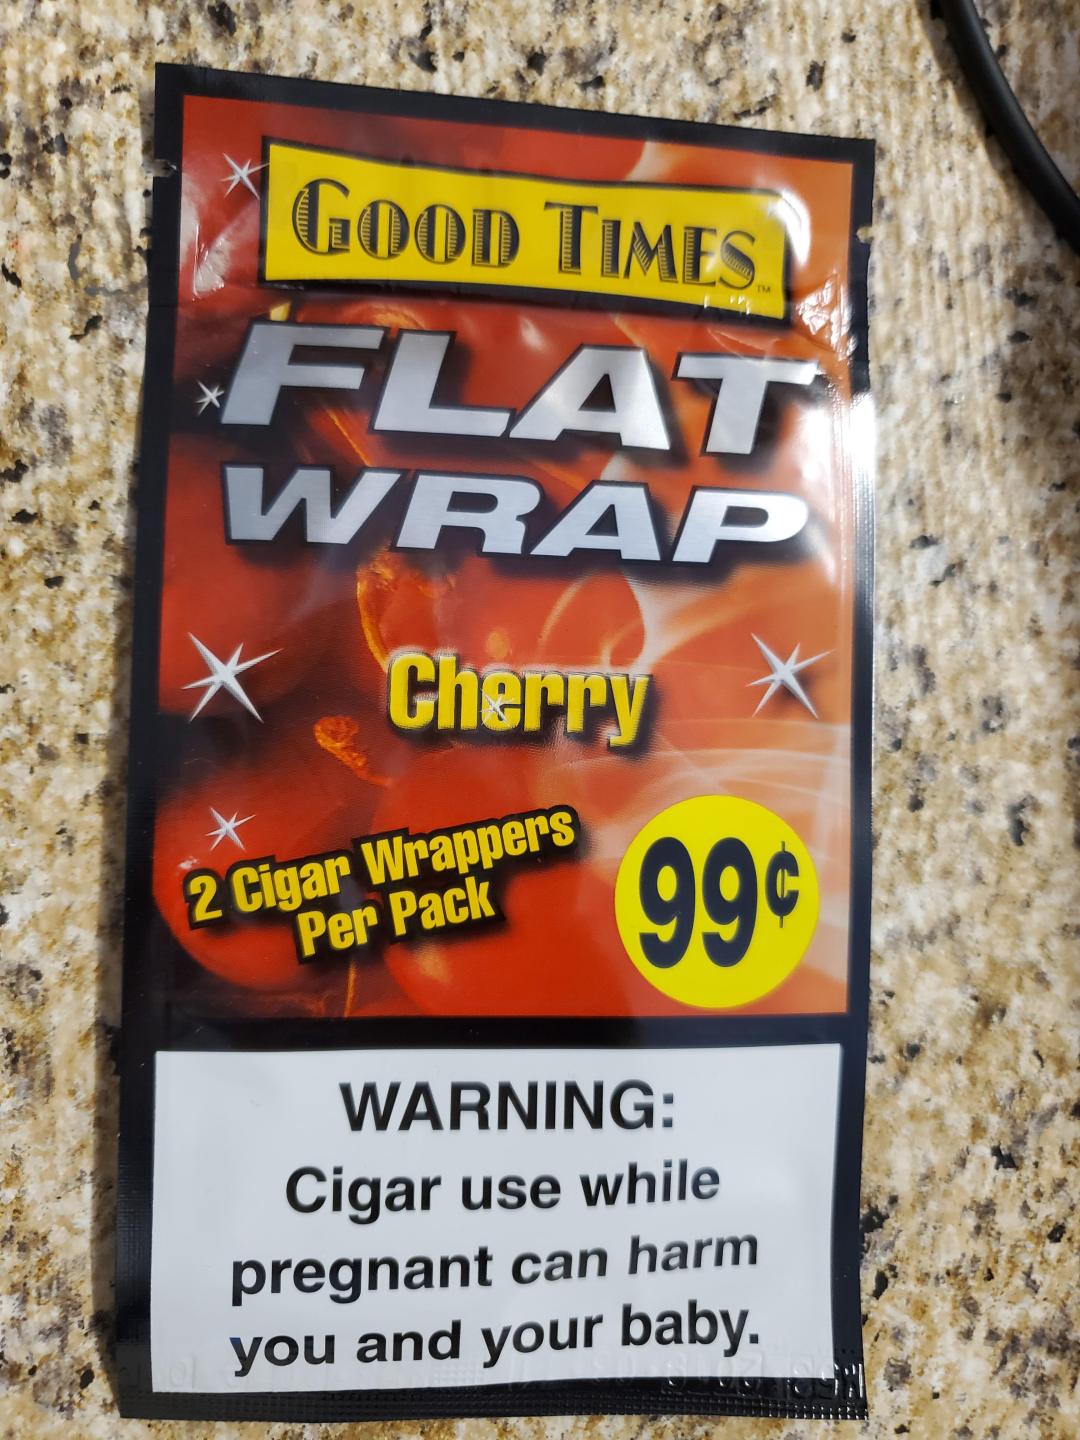 GOOD TIMES™
FLAT
WRAP
Cherry
2 Cigar Wrappers
Per Pack
99¢
WARNING:
Cigar use while
pregnant can harm
you and your baby.